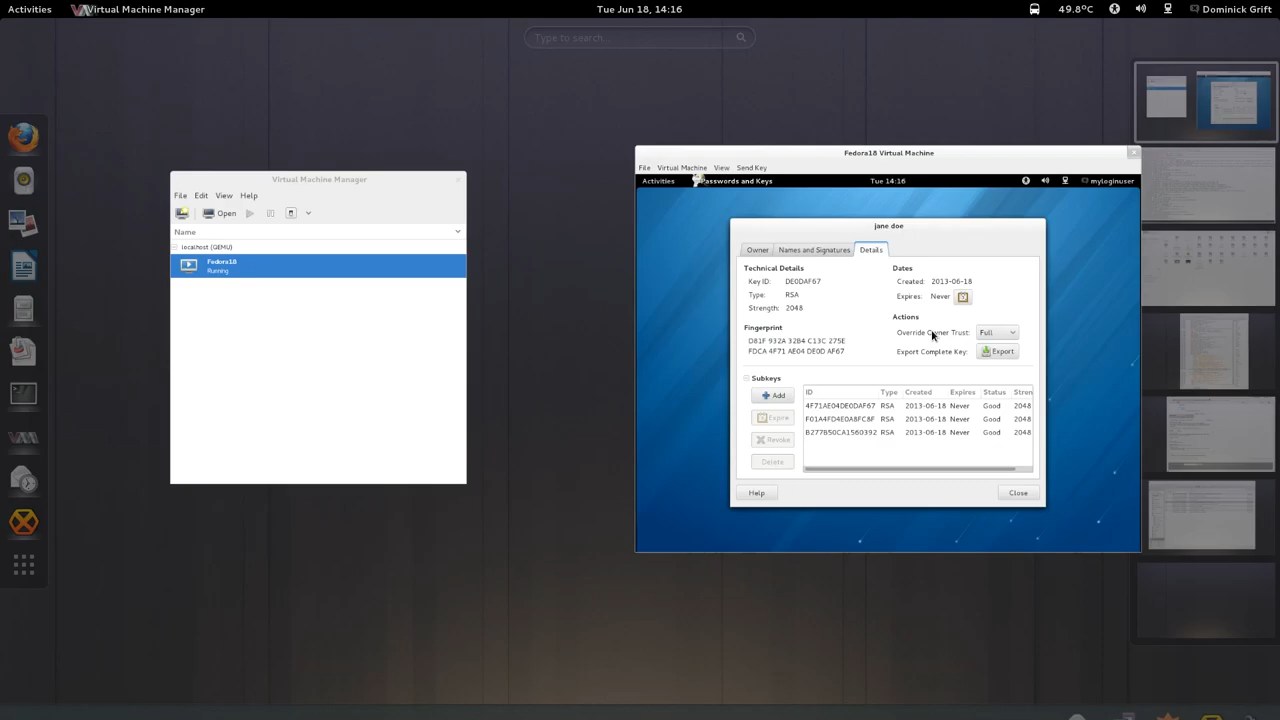 Activities Virtual Machine Manager Tue Jun 18, 14:16 49.8°C Dominick Grift
Type to search...
Virtual Machine Manager
File Edit View Help
Open
Name
localhost (QEMU)
Fedora18
Running
Fedora18 Virtual Machine
File Virtual Machine View Send Key
Activities Passwords and Keys Tue 14:16 myloginuser
jane doe
Owner Names and Signatures Details
Technical Details
Key ID: DE0DAF67
Type: RSA
Strength: 2048
Dates
Created: 2013-06-18
Expires: Never
Fingerprint
D81F 932A 32B4 C13C 275E
FDCA 4F71 AE04 DE0D AF67
Actions
Override Owner Trust: Full
Export Complete Key: Export
Subkeys
Add
Expire
Revoke
Delete
ID Type Created Expires Status Stren
4F71AE04DE0DAF67 RSA 2013-06-18 Never Good 2048
F01A4FD4E0A8FC8F RSA 2013-06-18 Never Good 2048
B277B50CA1560392 RSA 2013-06-18 Never Good 2048
Help Close